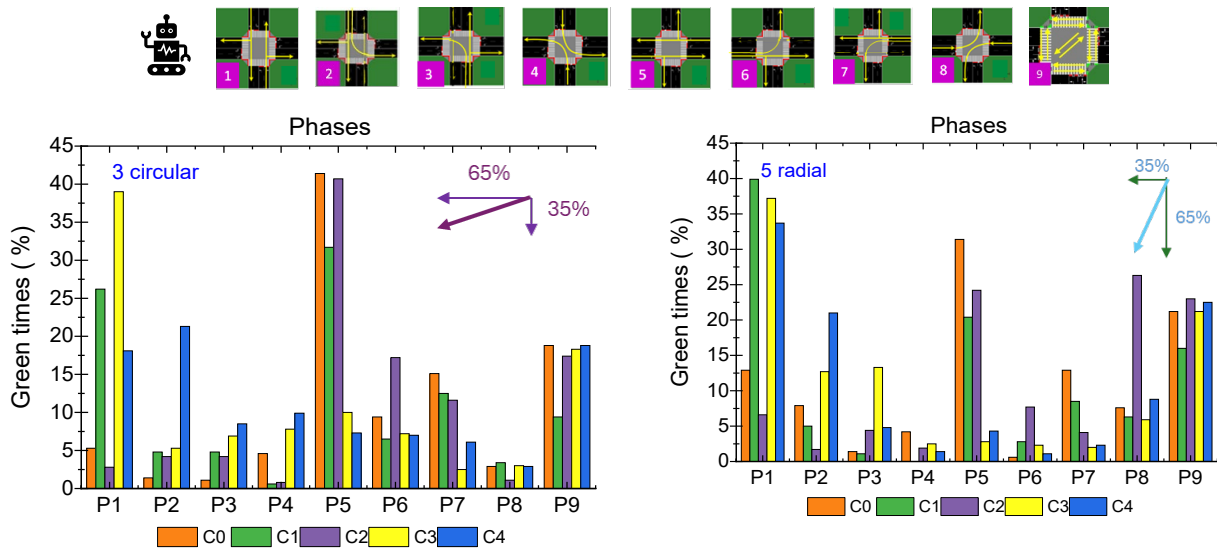 1 2 3 4 5 6 7 8 9
Phases
3 circular
65%
35%
Green times ( %)
45
40
35
30
25
20
15
10
5
0
P1 P2 P3 P4 P5 P6 P7 P8 P9
C0 C1 C2 C3 C4
Phases
5 radial
35%
65%
Green times ( %)
45
40
35
30
25
20
15
10
5
0
P1 P2 P3 P4 P5 P6 P7 P8 P9
C0 C1 C2 C3 C4